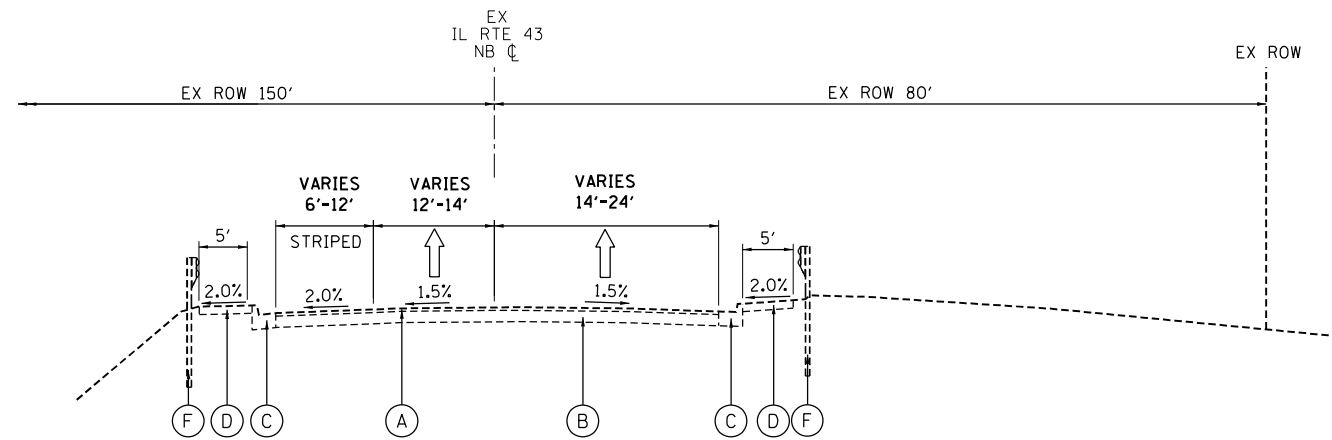 EX
IL RTE 43
NB ℄
EX ROW
EX ROW 150'
EX ROW 80'
VARIES
6'-12'
VARIES
12'-14'
VARIES
14'-24'
5'
STRIPED
5'
2.0%
2.0%
1.5%
1.5%
2.0%
F
D
C
A
B
C
D
F